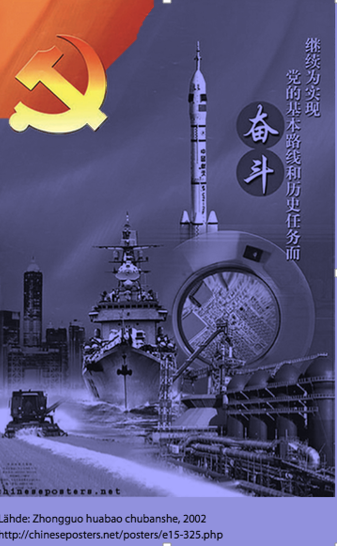 继续为实现
党的基本路线和历史任务而
奋斗
chineseposters.net
Lähde: Zhongguo huabao chubanshe, 2002
http://chineseposters.net/posters/e15-325.php